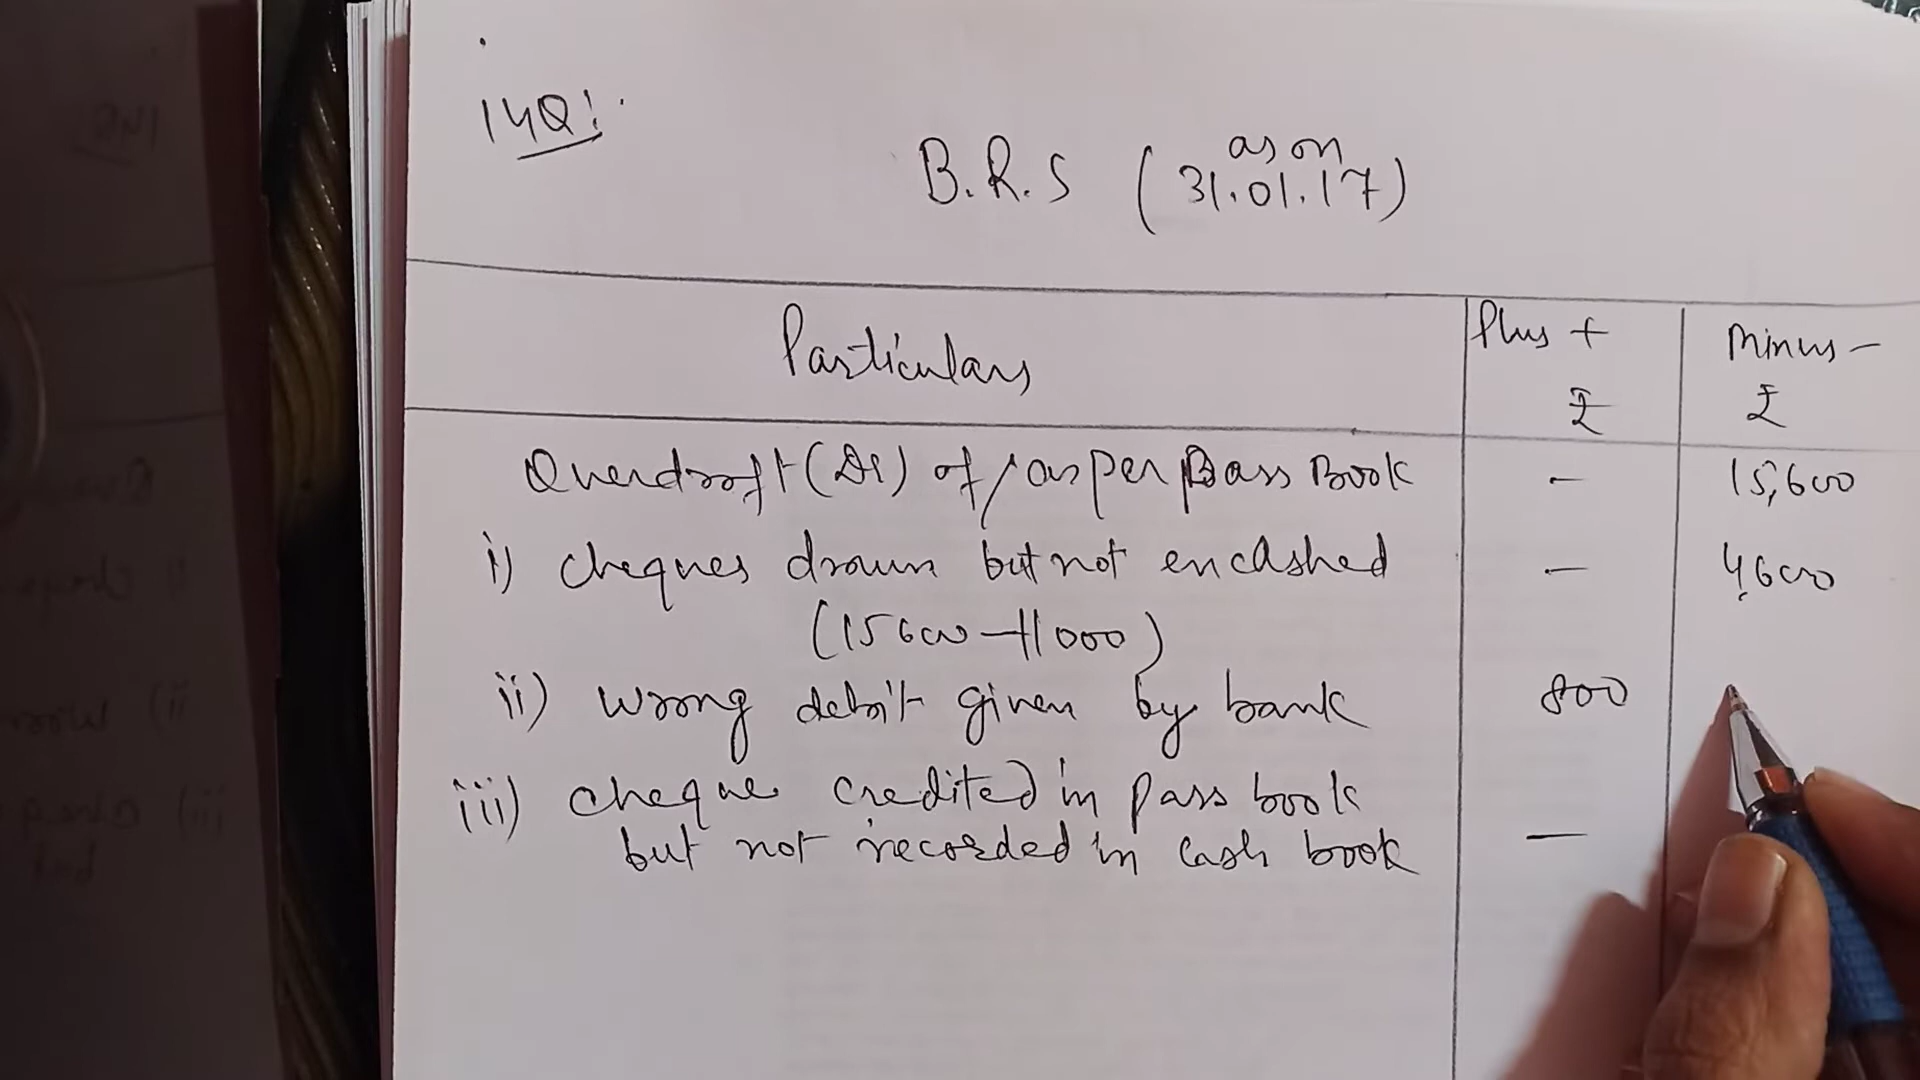 14Q:
B.R.S (as on 31.01.17)
Particulars Plus + ₹ Minus - ₹
Overdraft (Dr) of/as per Pass Book - 15,600
i) cheques drawn but not encashed - 4,600
(15600-11000)
ii) wrong debit given by bank 800
iii) cheque credited in pass book
but not recorded in cash book —